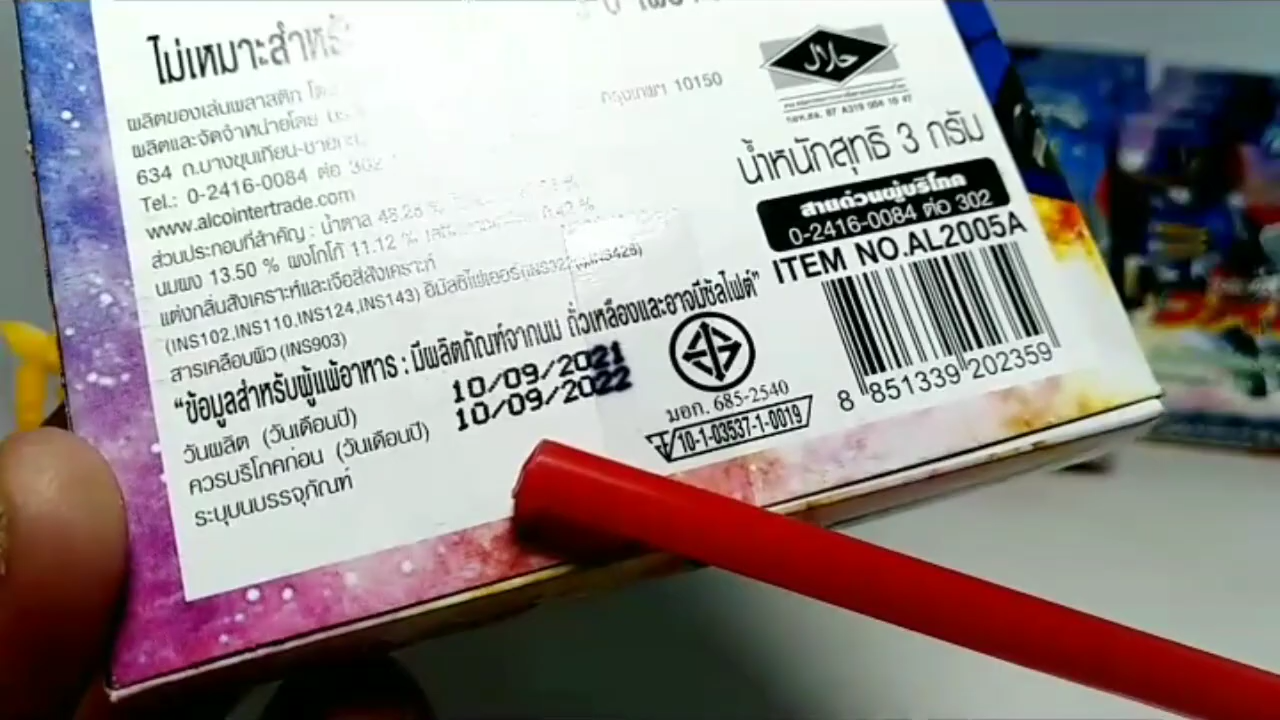 ไม่เหมาะสำหรั
ผลิตของเล่นพลาสติก โดย
กรุงเทพฯ 10150
ผลิตและจัดจำหน่ายโดย
634 ถ.บางขุนเทียน-ชายทะเล
Tel.: 0-2416-0084 ต่อ 302
www.alcointertrade.com
ส่วนประกอบที่สำคัญ : น้ำตาล
นมผง 13.50 % ผงโกโก้ 11.12 %
แต่งกลิ่นสังเคราะห์และเจือสีสังเคราะห์
(INS102,INS110,INS124,INS143) อิมัลซิไฟเออร์
สารเคลือบผิว (INS903)
"ข้อมูลสำหรับผู้แพ้อาหาร : มีผลิตภัณฑ์จากนม ถั่วเหลืองและอาจมีซัลไฟต์"
วันผลิต (วันเดือนปี) 10/09/2021
ควรบริโภคก่อน (วันเดือนปี) 10/09/2022
ระบุบนบรรจุภัณฑ์
حلال
น้ำหนักสุทธิ 3 กรัม
สายด่วนผู้บริโภค
0-2416-0084 ต่อ 302
ITEM NO.AL2005A
8 851339 202359
มอก. 685-2540
10-1-03537-1-0019